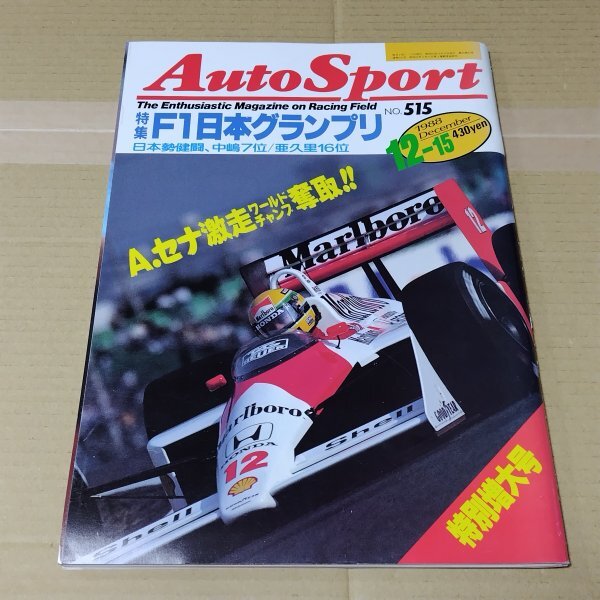 AutoSport
The Enthusiastic Magazine on Racing Field
NO. 515
特集
F1日本グランプリ
日本勢健闘、中嶋7位/亜久里16位
1988
December
12-15
430yen
A.セナ激走ワールドチャンプ奪取!!
Marlboro
12
HONDA
Marlboro
HONDA
12
Shell
Shell
GOODYEAR
特別増大号